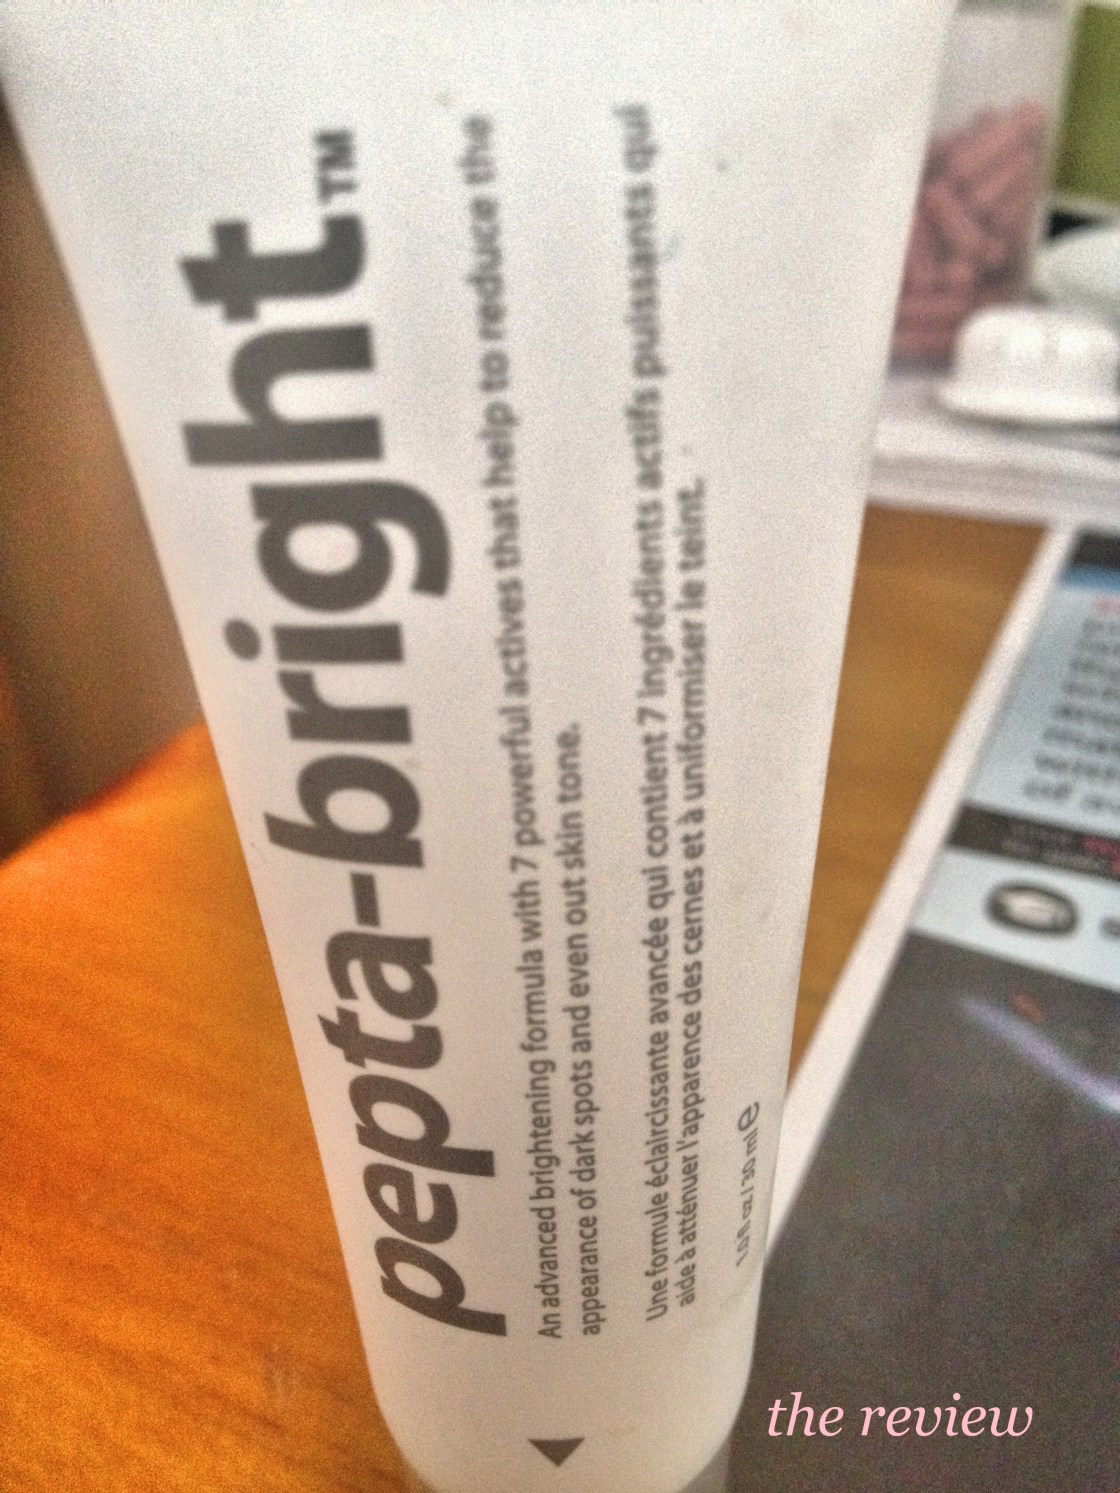 pepta-bright™
An advanced brightening formula with 7 powerful actives that help to reduce the
appearance of dark spots and even out skin tone.
Une formule éclaircissante avancée qui contient 7 ingrédients actifs puissants qui
aide à atténuer l'apparence des cernes et à uniformiser le teint.
1.0 fl oz / 30 ml e
the review